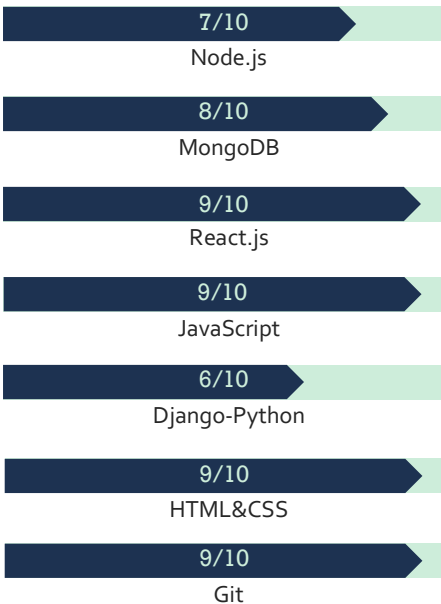 7/10
Node.js
8/10
MongoDB
9/10
React.js
9/10
JavaScript
6/10
Django-Python
9/10
HTML&CSS
9/10
Git